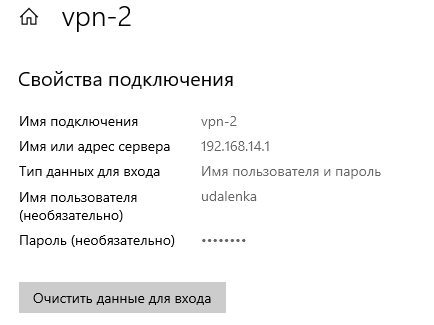 vpn-2
Свойства подключения
Имя подключения vpn-2
Имя или адрес сервера 192.168.14.1
Тип данных для входа Имя пользователя и пароль
Имя пользователя udalenka
(необязательно)
Пароль (необязательно) ••••••••
Очистить данные для входа